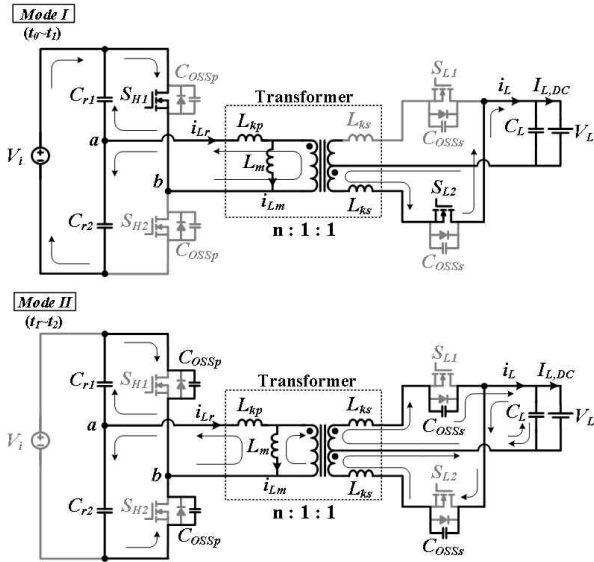 Mode I
(t0~t1)
Cr1
SH1
COSSp
a
iLr
Lkp
Transformer
Lks
SL1
COSSs
iL
IL,DC
CL
VL
Vi
Lm
b
iLm
Lks
SL2
COSSs
Cr2
SH2
COSSp
n : 1 : 1
Mode II
(t1~t2)
Cr1
SH1
COSSp
a
iLr
Lkp
Transformer
Lks
SL1
COSSs
iL
IL,DC
CL
VL
Vi
Lm
b
iLm
Lks
SL2
COSSs
Cr2
SH2
COSSp
n : 1 : 1